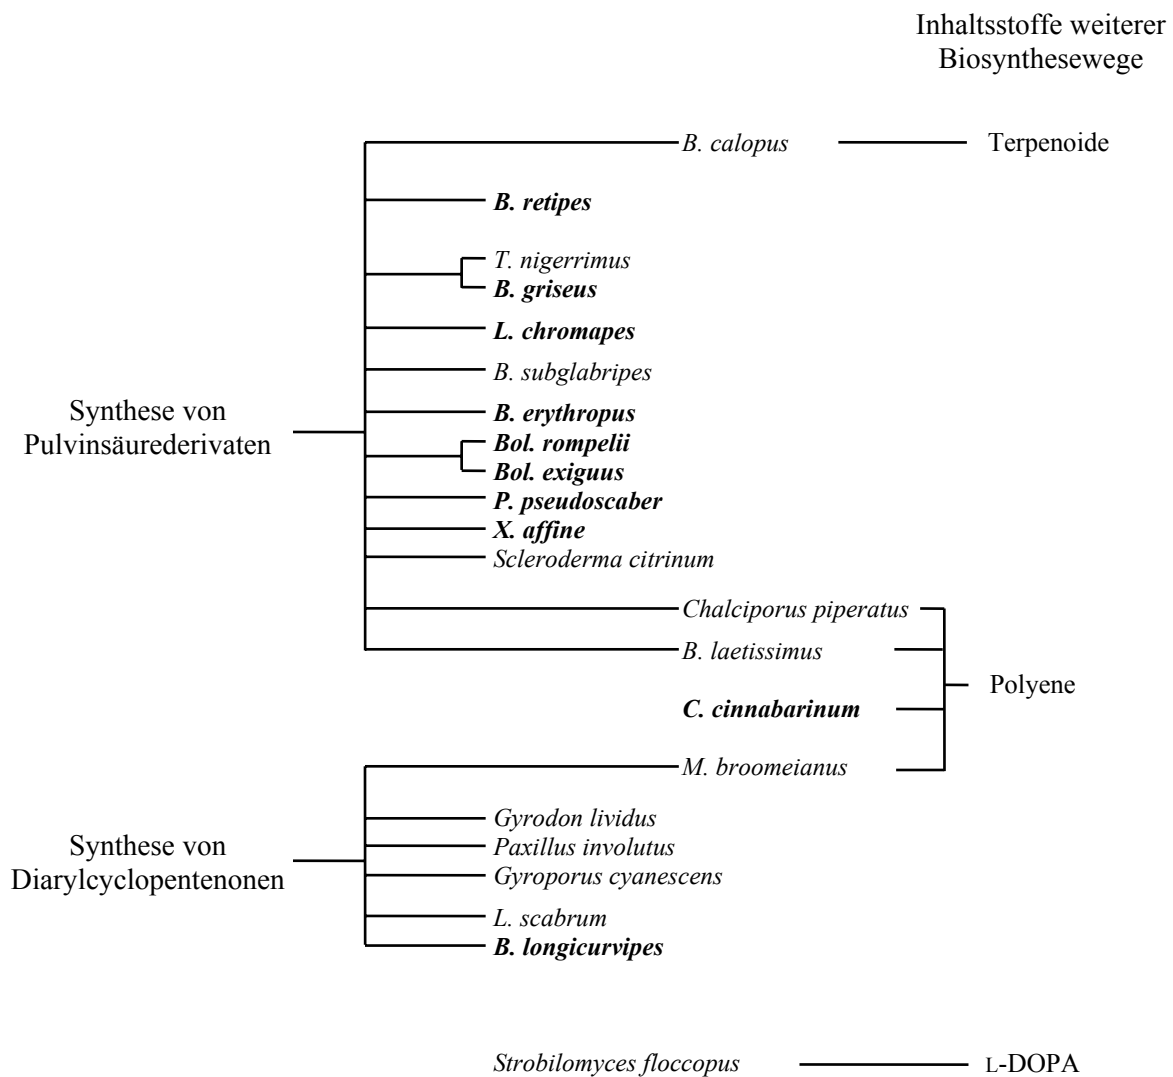 Inhaltsstoffe weiterer
Biosynthesewege
B. calopus
Terpenoide
B. retipes
T. nigerrimus
B. griseus
L. chromapes
B. subglabripes
Synthese von
Pulvinsäurederivaten
B. erythropus
Bol. rompelii
Bol. exiguus
P. pseudoscaber
X. affine
Scleroderma citrinum
Chalciporus piperatus
B. laetissimus
Polyene
C. cinnabarinum
M. broomeianus
Synthese von
Diarylcyclopentenonen
Gyrodon lividus
Paxillus involutus
Gyroporus cyanescens
L. scabrum
B. longicurvipes
Strobilomyces floccopus
L-DOPA